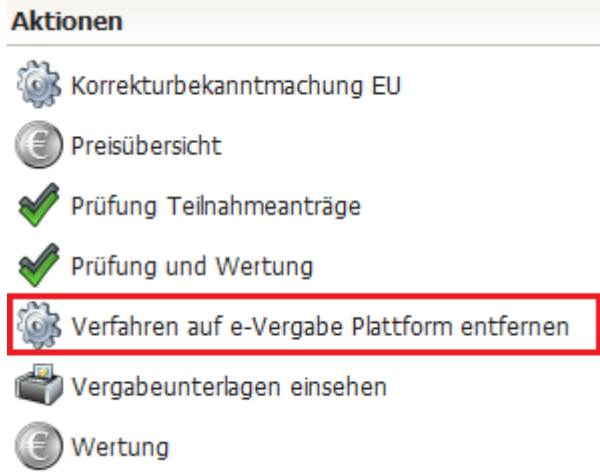 Aktionen
Korrekturbekanntmachung EU
Preisübersicht
Prüfung Teilnahmeanträge
Prüfung und Wertung
Verfahren auf e-Vergabe Plattform entfernen
Vergabeunterlagen einsehen
Wertung